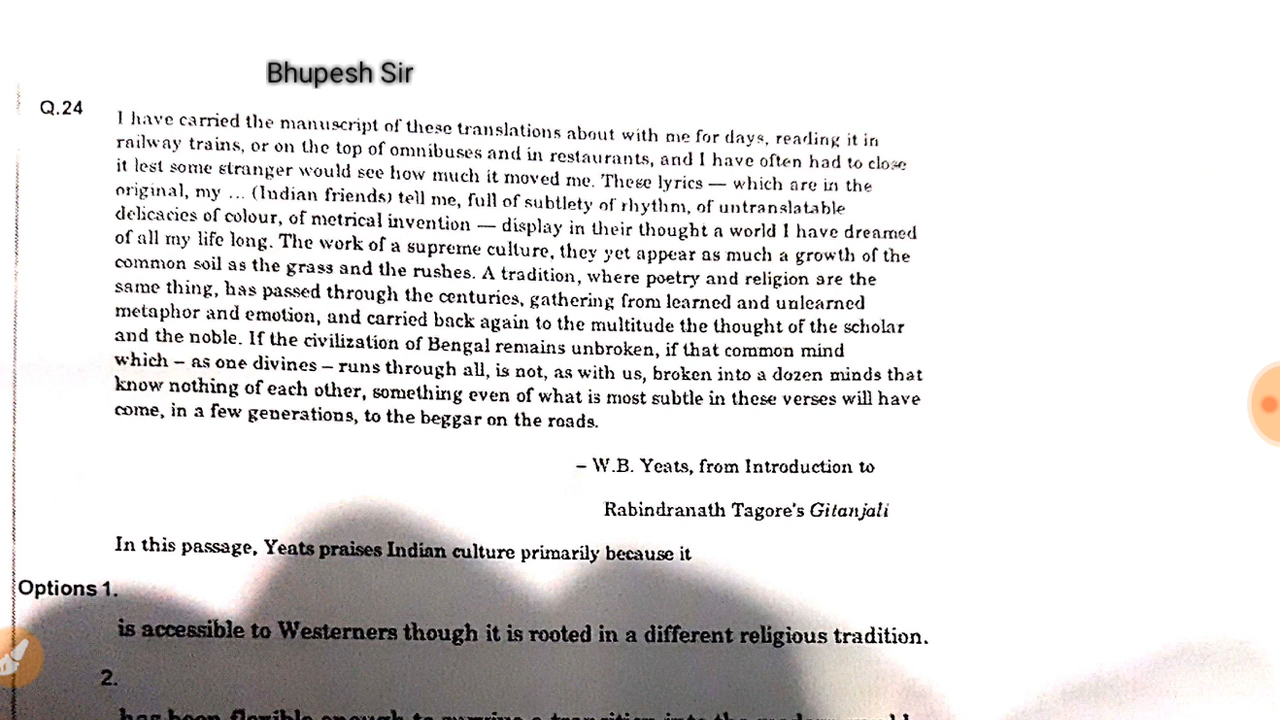 Bhupesh Sir
Q.24
I have carried the manuscript of these translations about with me for days, reading it in
railway trains, or on the top of omnibuses and in restaurants, and I have often had to close
it lest some stranger would see how much it moved me. These lyrics — which are in the
original, my ... (Indian friends) tell me, full of subtlety of rhythm, of untranslatable
delicacies of colour, of metrical invention — display in their thought a world I have dreamed
of all my life long. The work of a supreme culture, they yet appear as much a growth of the
common soil as the grass and the rushes. A tradition, where poetry and religion are the
same thing, has passed through the centuries, gathering from learned and unlearned
metaphor and emotion, and carried back again to the multitude the thought of the scholar
and the noble. If the civilization of Bengal remains unbroken, if that common mind
which – as one divines – runs through all, is not, as with us, broken into a dozen minds that
know nothing of each other, something even of what is most subtle in these verses will have
come, in a few generations, to the beggar on the roads.
– W.B. Yeats, from Introduction to
Rabindranath Tagore's Gitanjali
In this passage, Yeats praises Indian culture primarily because it
Options 1.
is accessible to Westerners though it is rooted in a different religious tradition.
2.
has been flexible enough to